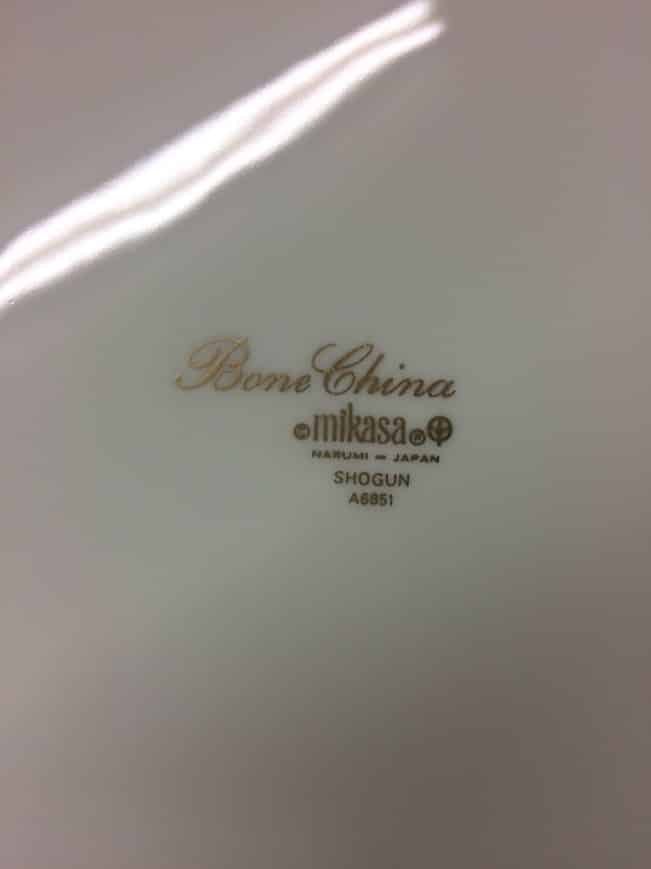 Bone China
© mikasa ®
NARUMI - JAPAN
SHOGUN
A6851